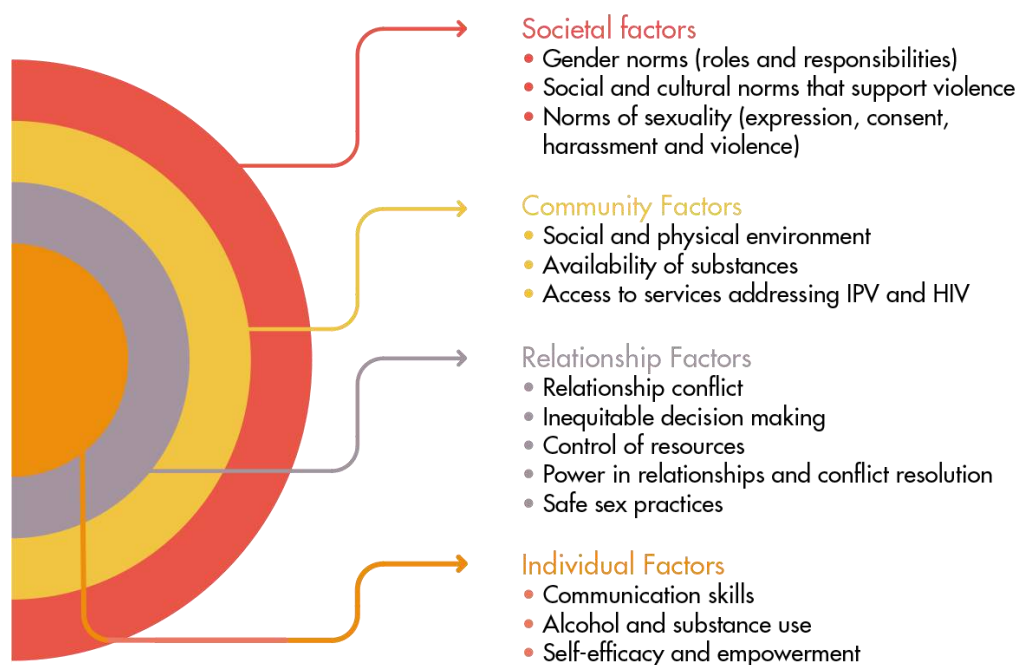 Societal factors
• Gender norms (roles and responsibilities)
• Social and cultural norms that support violence
• Norms of sexuality (expression, consent,
harassment and violence)
Community Factors
• Social and physical environment
• Availability of substances
• Access to services addressing IPV and HIV
Relationship Factors
• Relationship conflict
• Inequitable decision making
• Control of resources
• Power in relationships and conflict resolution
• Safe sex practices
Individual Factors
• Communication skills
• Alcohol and substance use
• Self-efficacy and empowerment